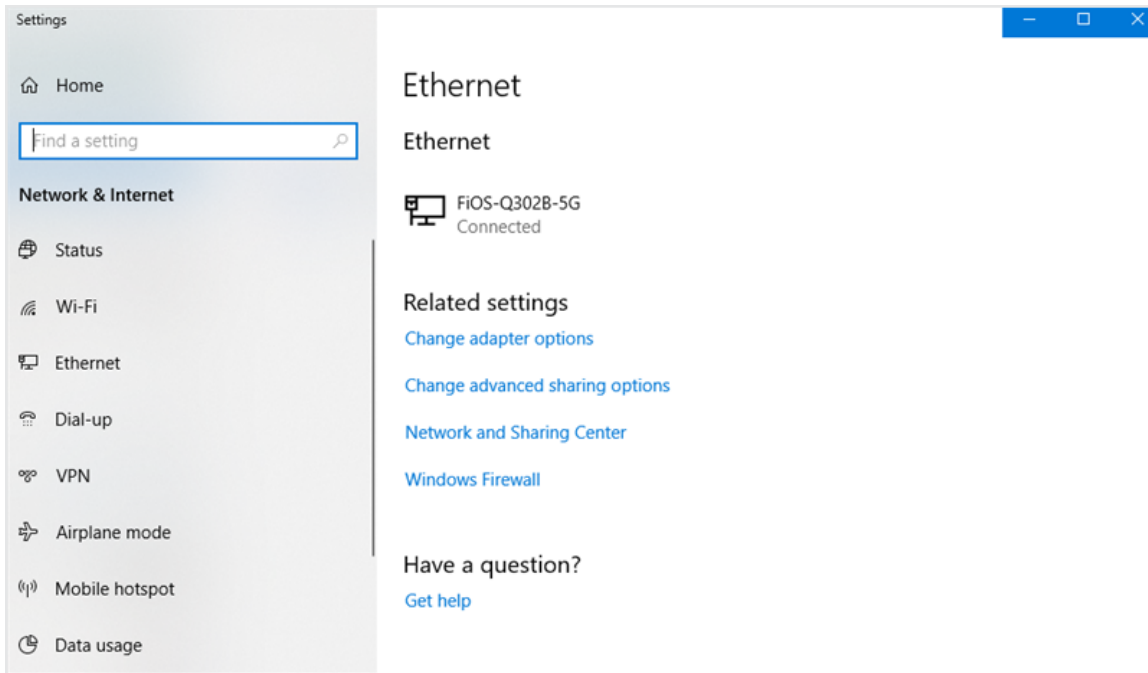 Settings
Home
Find a setting
Network & Internet
Status
Wi-Fi
Ethernet
Dial-up
VPN
Airplane mode
Mobile hotspot
Data usage
Ethernet
Ethernet
FiOS-Q302B-5G
Connected
Related settings
Change adapter options
Change advanced sharing options
Network and Sharing Center
Windows Firewall
Have a question?
Get help